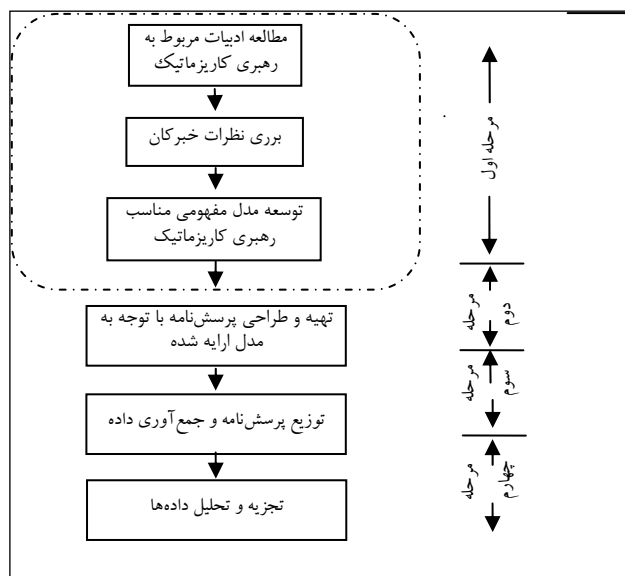 مطالعه ادبیات مربوط به
رهبری کاریزماتیک
برری نظرات خبرکان
توسعه مدل مفهومی مناسب
رهبری کاریزماتیک
تهیه و طراحی پرسش‌نامه با توجه به
مدل ارایه شده
توزیع پرسش‌نامه و جمع‌آوری داده
تجزیه و تحلیل داده‌ها
مرحله اول
مرحله
دوم
مرحله
سوم
مرحله
چهارم